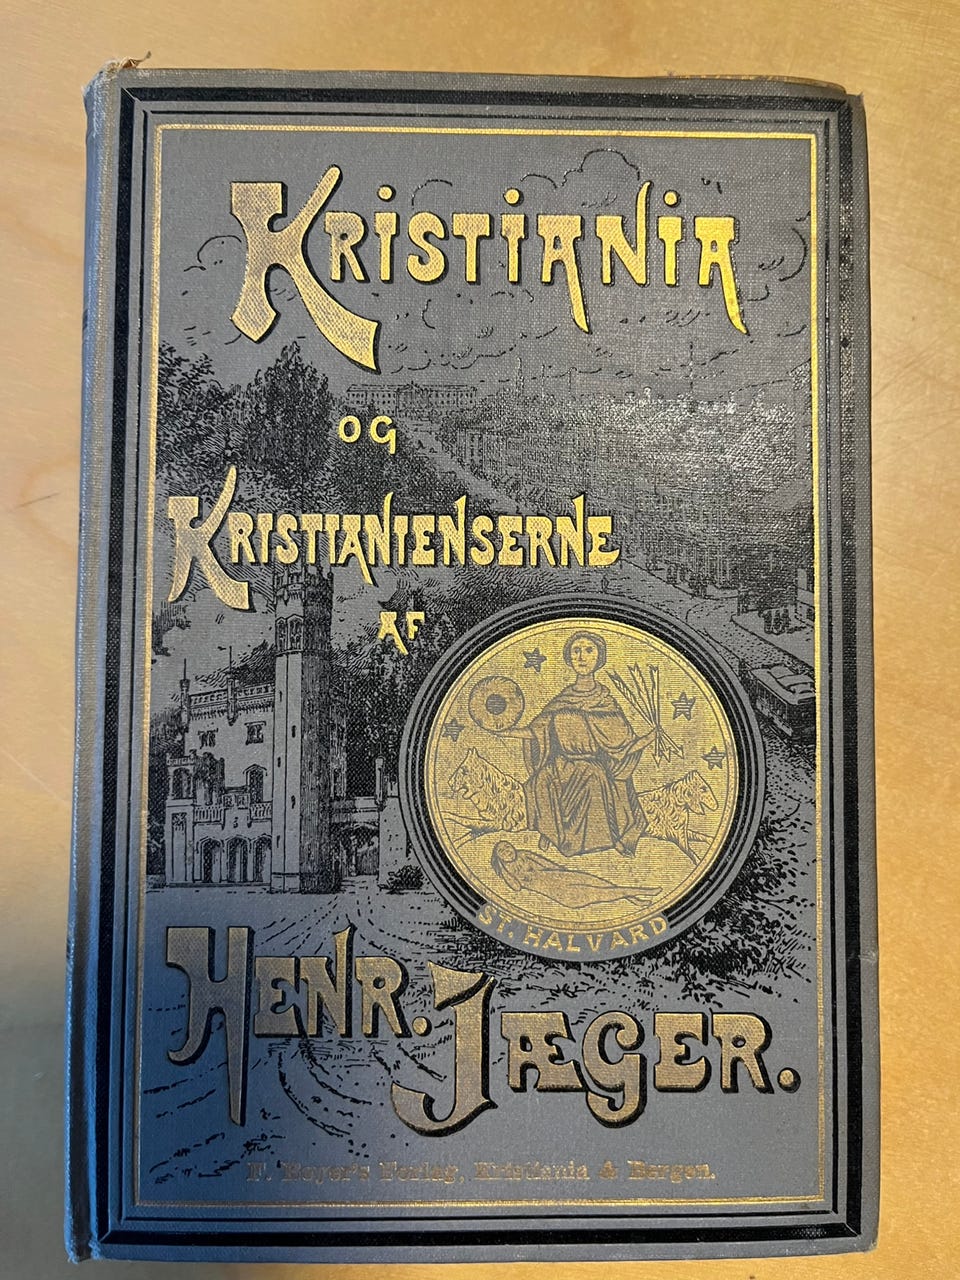 KRISTIANIA
OG
KRISTIANIENSERNE
AF
ST. HALVARD
HENR. JÆGER.
F. Beyer's Forlag, Kristiania & Bergen.